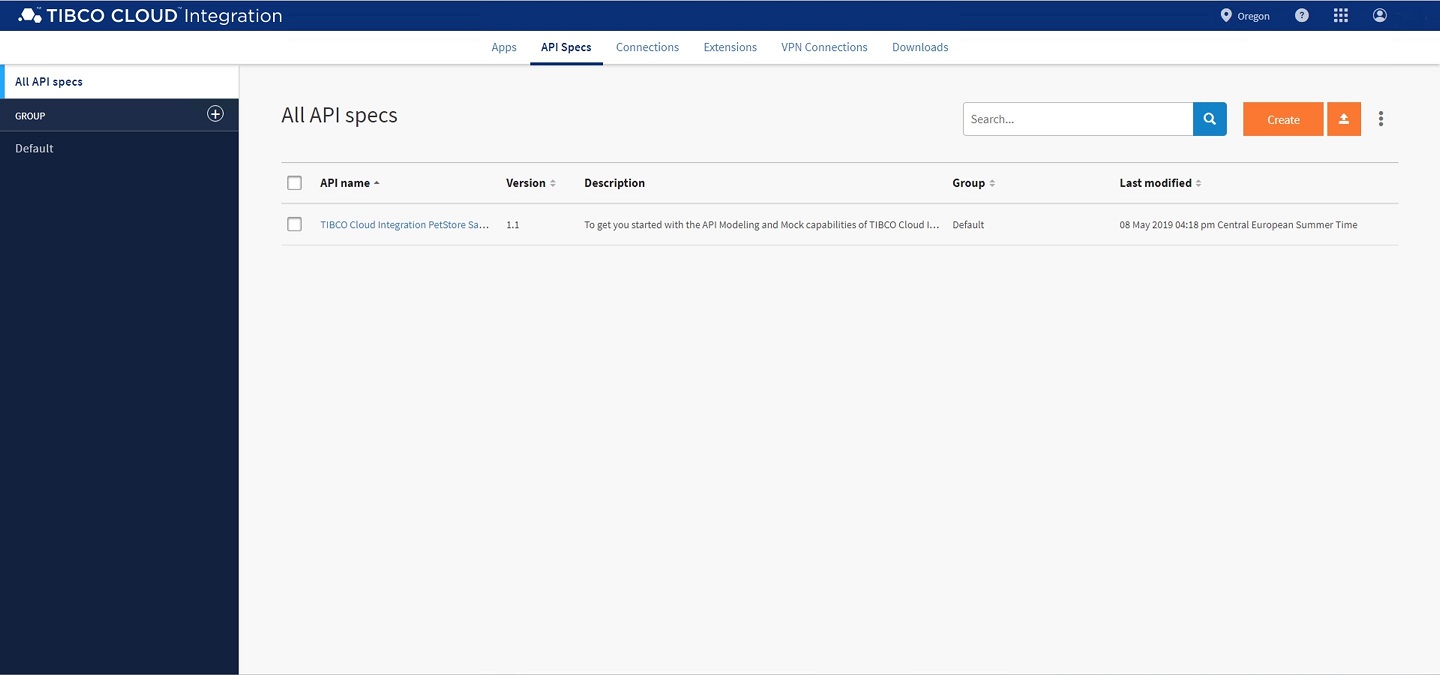 TIBCO CLOUD™ Integration
Oregon
Apps API Specs Connections Extensions VPN Connections Downloads
All API specs
GROUP
Default
All API specs
Search...
Create
API name Version Description Group Last modified
TIBCO Cloud Integration PetStore Sa... 1.1 To get you started with the API Modeling and Mock capabilities of TIBCO Cloud I... Default 08 May 2019 04:18 pm Central European Summer Time